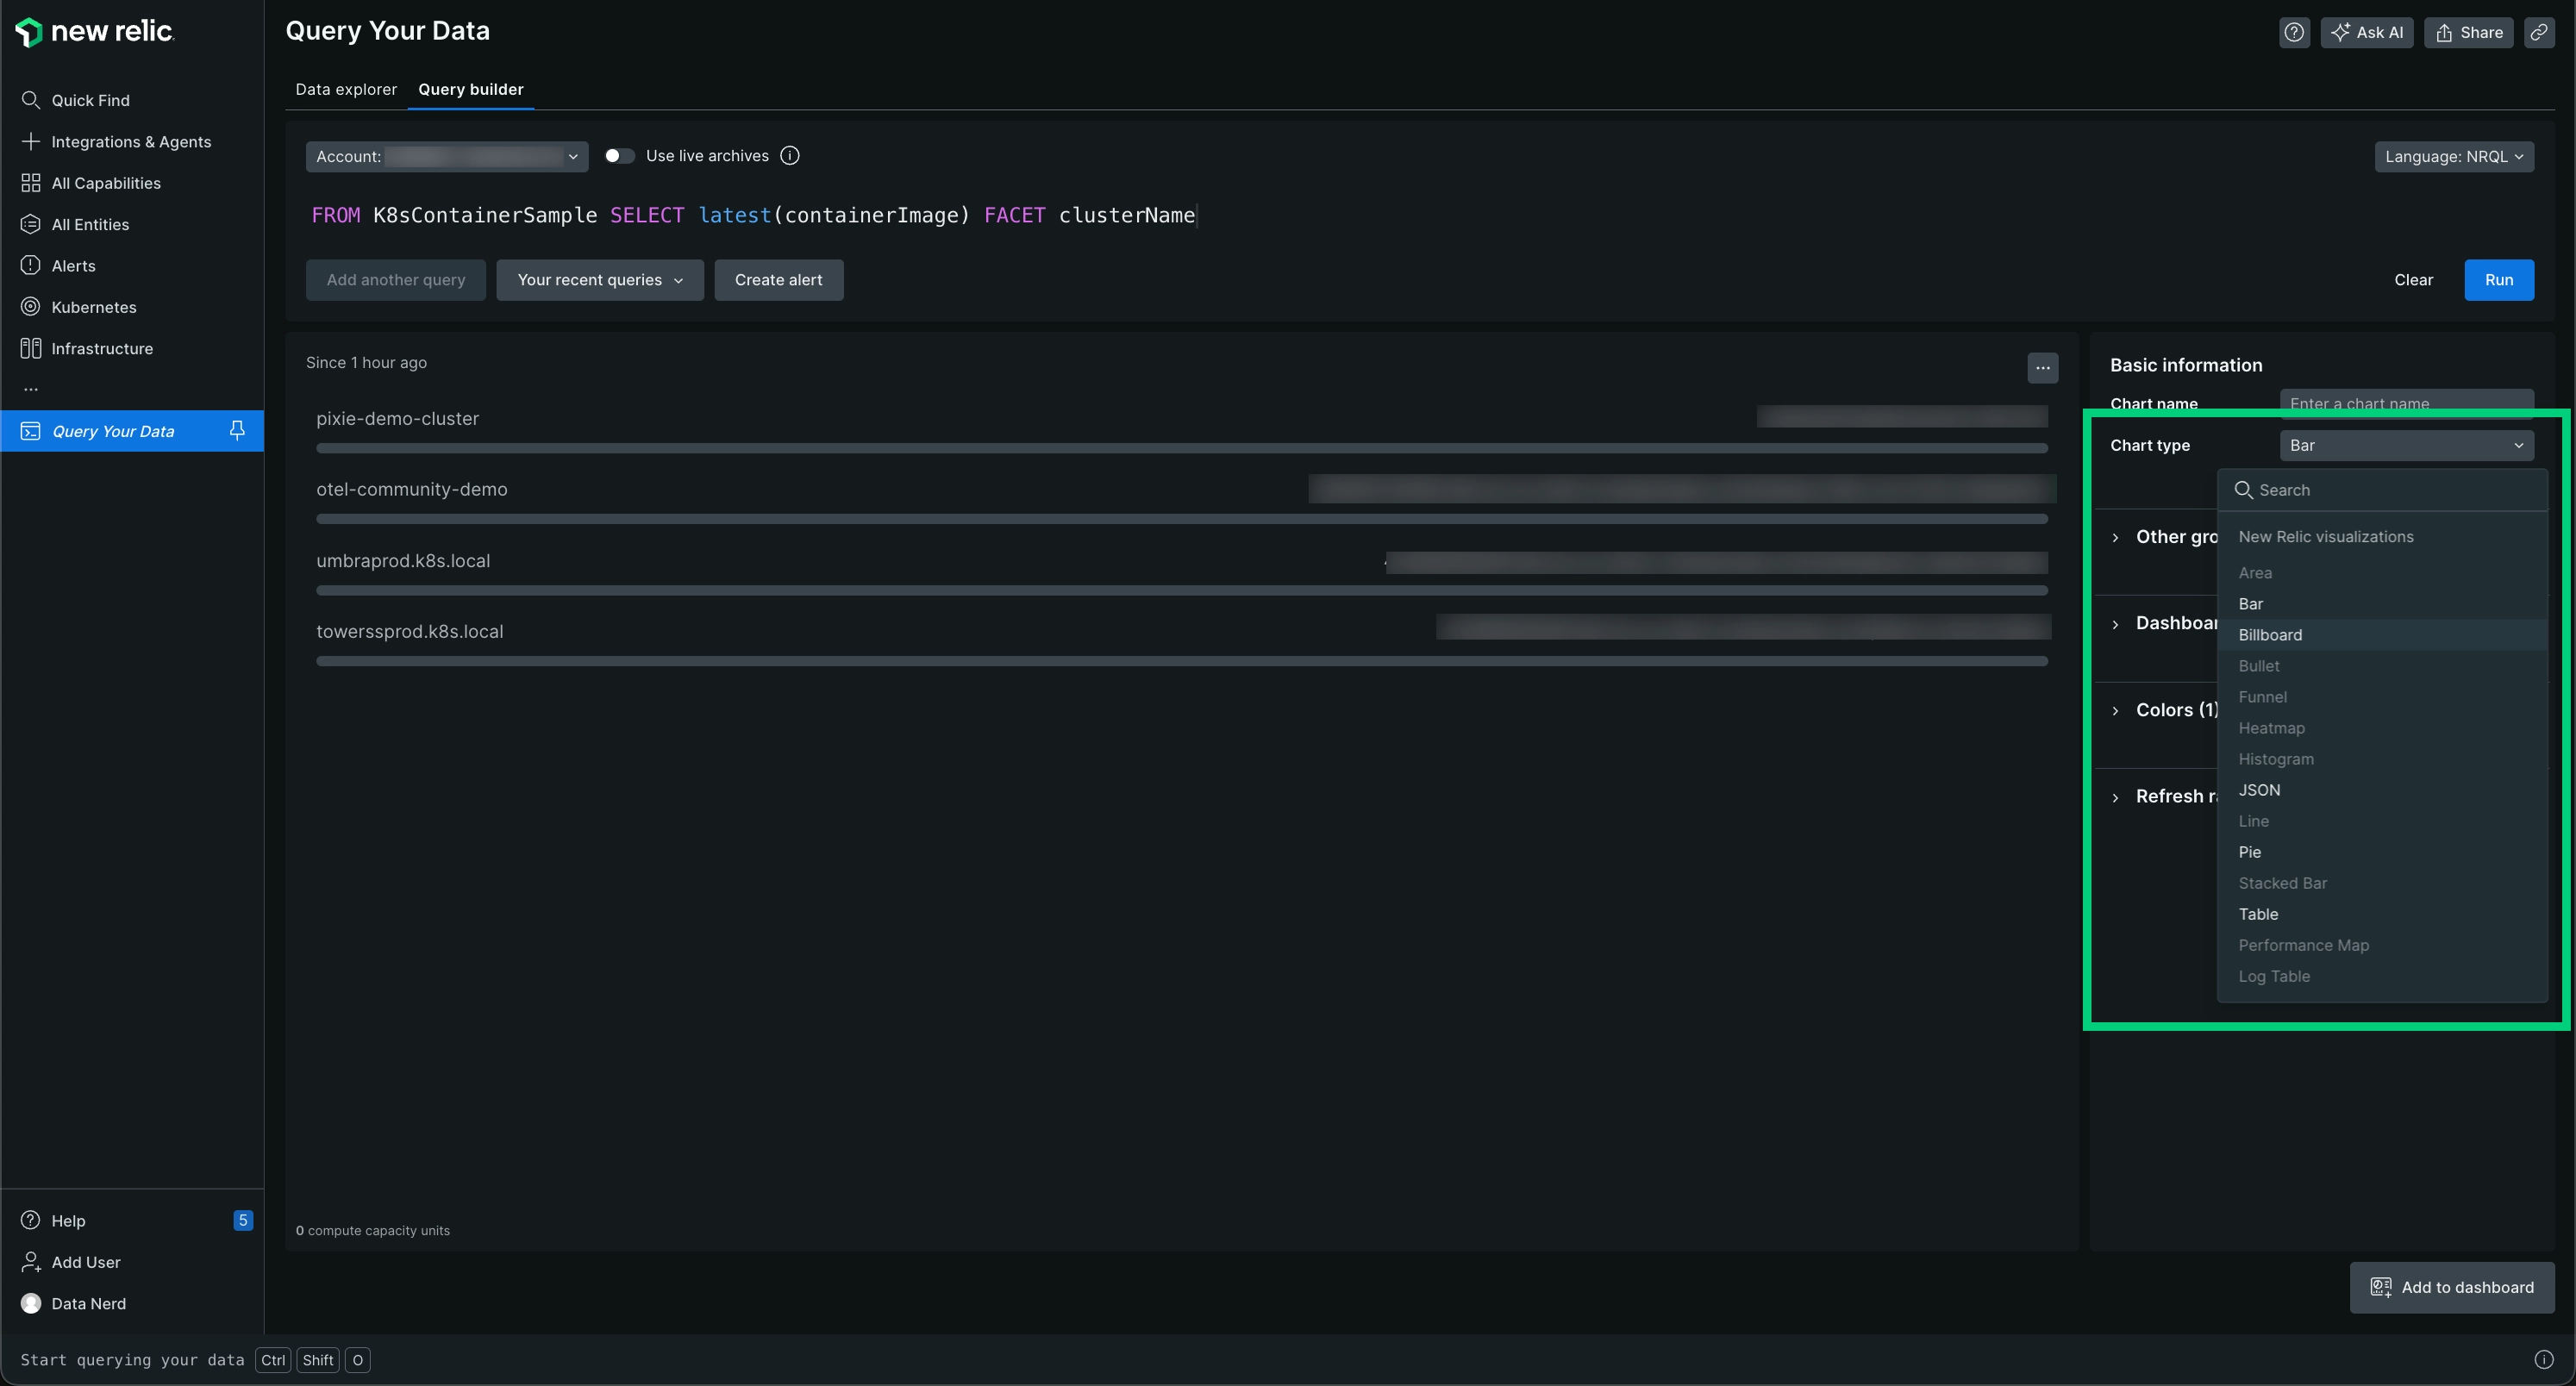 new relic
Quick Find
Integrations & Agents
All Capabilities
All Entities
Alerts
Kubernetes
Infrastructure
...
Query Your Data
Help 5
Add User
Data Nerd
Query Your Data
Ask AI
Share
Data explorer
Query builder
Account:
Use live archives
Language: NRQL
FROM K8sContainerSample SELECT latest(containerImage) FACET clusterName
Add another query
Your recent queries
Create alert
Clear
Run
Since 1 hour ago
...
pixie-demo-cluster
otel-community-demo
umbraprod.k8s.local
towerssprod.k8s.local
0 compute capacity units
Basic information
Chart name Enter a chart name
Chart type Bar
Search
Other gro
Dashboar
Colors (1)
Refresh ra
New Relic visualizations
Area
Bar
Billboard
Bullet
Funnel
Heatmap
Histogram
JSON
Line
Pie
Stacked Bar
Table
Performance Map
Log Table
Add to dashboard
Start querying your data Ctrl Shift O